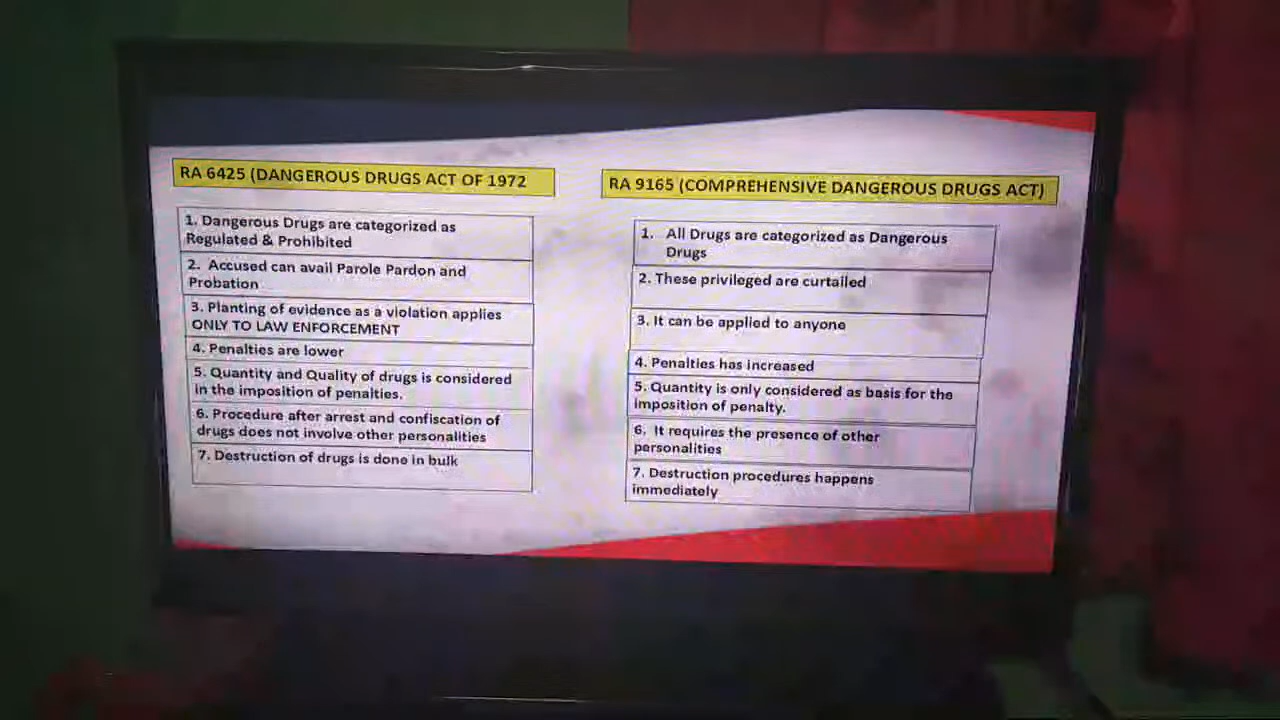 RA 6425 (DANGEROUS DRUGS ACT OF 1972
1. Dangerous Drugs are categorized as
Regulated & Prohibited
2. Accused can avail Parole Pardon and
Probation
3. Planting of evidence as a violation applies
ONLY TO LAW ENFORCEMENT
4. Penalties are lower
5. Quantity and Quality of drugs is considered
in the imposition of penalties.
6. Procedure after arrest and confiscation of
drugs does not involve other personalities
7. Destruction of drugs is done in bulk
RA 9165 (COMPREHENSIVE DANGEROUS DRUGS ACT)
1. All Drugs are categorized as Dangerous
Drugs
2. These privileged are curtailed
3. It can be applied to anyone
4. Penalties has increased
5. Quantity is only considered as basis for the
imposition of penalty.
6. It requires the presence of other
personalities
7. Destruction procedures happens
immediately